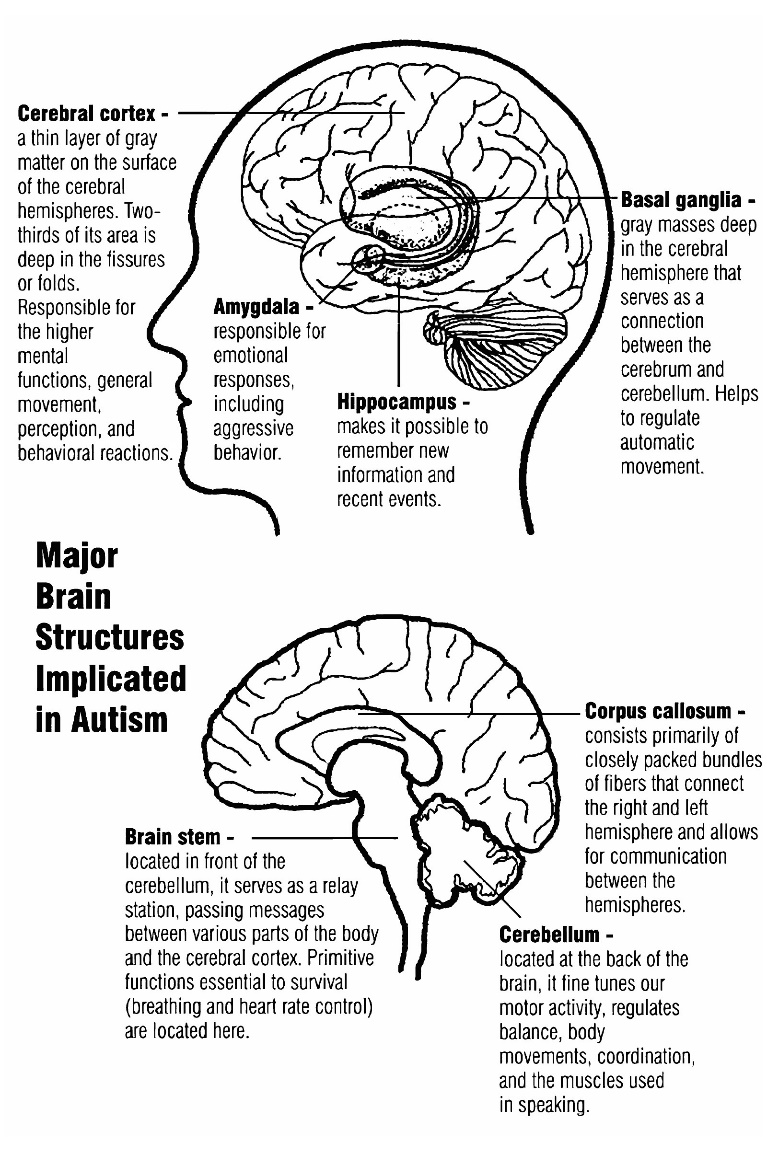 Cerebral cortex -
a thin layer of gray
matter on the surface
of the cerebral
hemispheres. Two-
thirds of its area is
deep in the fissures
or folds.
Responsible for
the higher
mental
functions, general
movement,
perception, and
behavioral reactions.
Amygdala -
responsible for
emotional
responses,
including
aggressive
behavior.
Hippocampus -
makes it possible to
remember new
information and
recent events.
Basal ganglia -
gray masses deep
in the cerebral
hemisphere that
serves as a
connection
between the
cerebrum and
cerebellum. Helps
to regulate
automatic
movement.
Major
Brain
Structures
Implicated
in Autism
Corpus callosum -
consists primarily of
closely packed bundles
of fibers that connect
the right and left
hemisphere and allows
for communication
between the
hemispheres.
Brain stem -
located in front of the
cerebellum, it serves as a relay
station, passing messages
between various parts of the body
and the cerebral cortex. Primitive
functions essential to survival
(breathing and heart rate control)
are located here.
Cerebellum -
located at the back of the
brain, it fine tunes our
motor activity, regulates
balance, body
movements, coordination,
and the muscles used
in speaking.